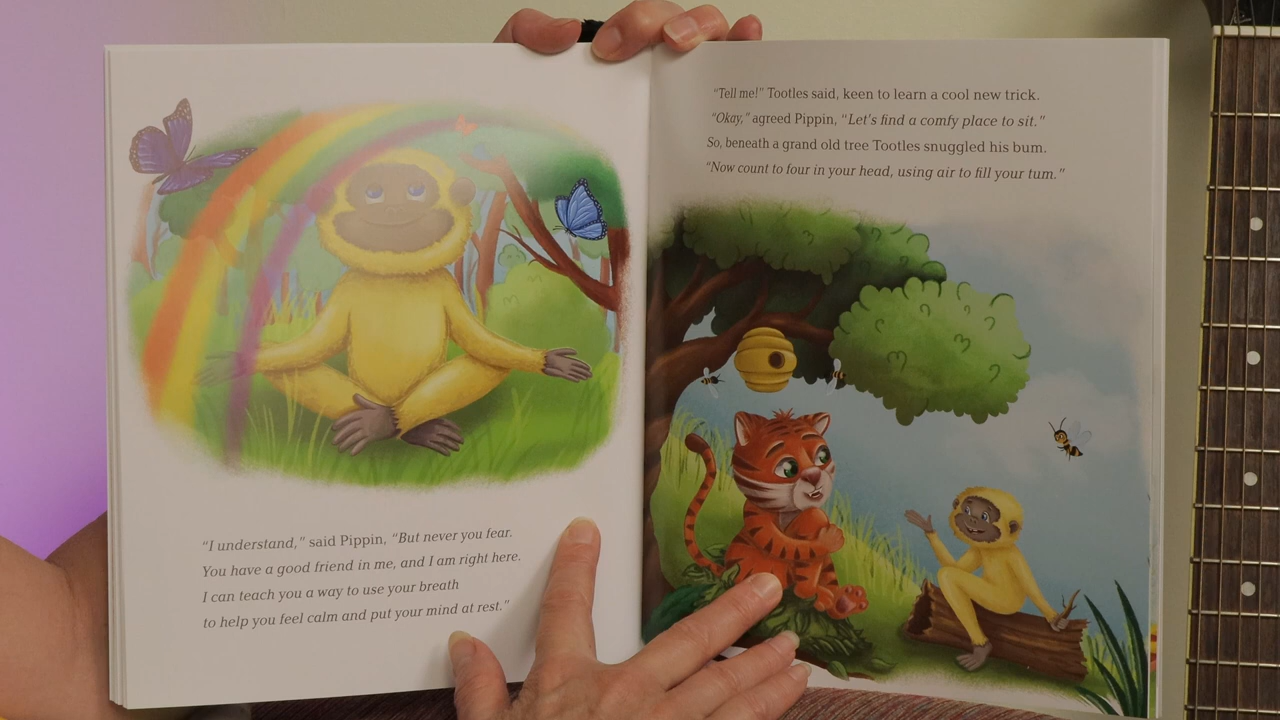 “I understand,” said Pippin, “But never you fear.
You have a good friend in me, and I am right here.
I can teach you a way to use your breath
to help you feel calm and put your mind at rest.”
“Tell me!” Tootles said, keen to learn a cool new trick.
“Okay,” agreed Pippin, “Let’s find a comfy place to sit.”
So, beneath a grand old tree Tootles snuggled his bum.
“Now count to four in your head, using air to fill your tum.”